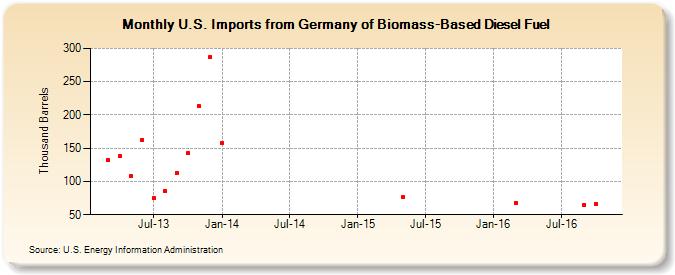 Monthly U.S. Imports from Germany of Biomass-Based Diesel Fuel
Thousand Barrels
300
250
200
150
100
50
Jul-13 Jan-14 Jul-14 Jan-15 Jul-15 Jan-16 Jul-16
Source: U.S. Energy Information Administration